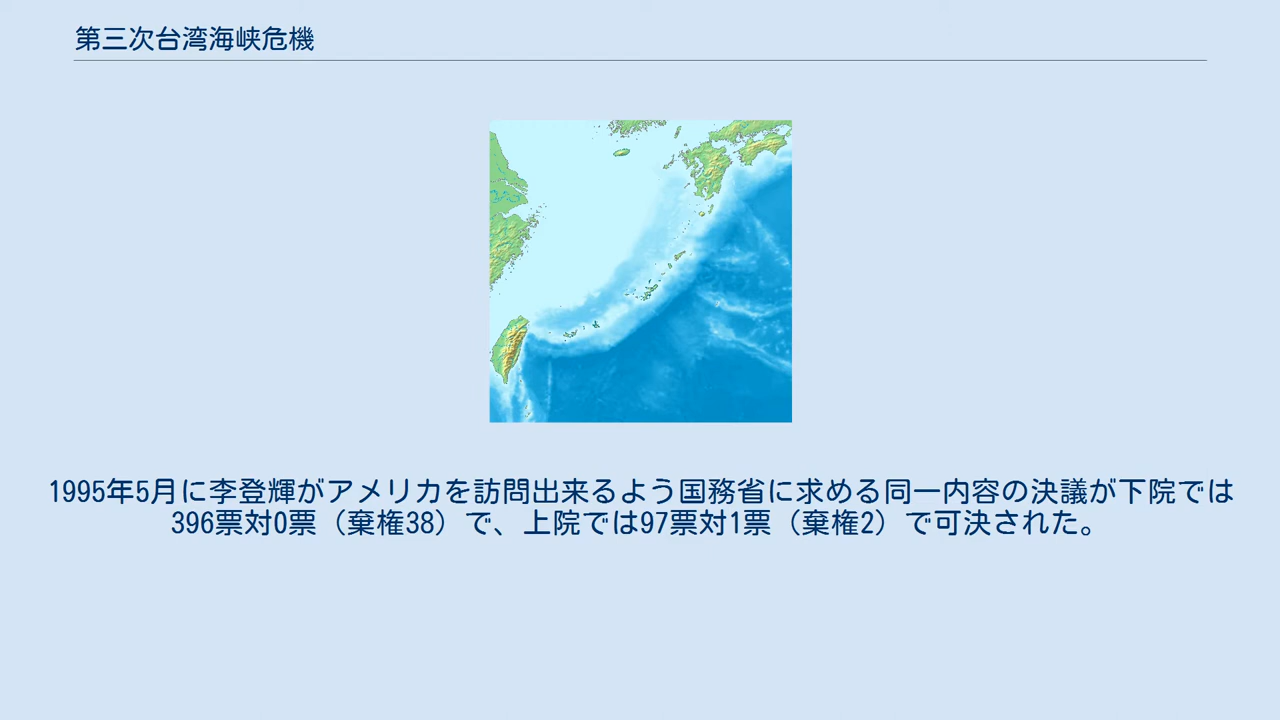 第三次台湾海峡危機
1995年5月に李登輝がアメリカを訪問出来るよう国務省に求める同一内容の決議が下院では
396票対0票（棄権38）で、上院では97票対1票（棄権2）で可決された。